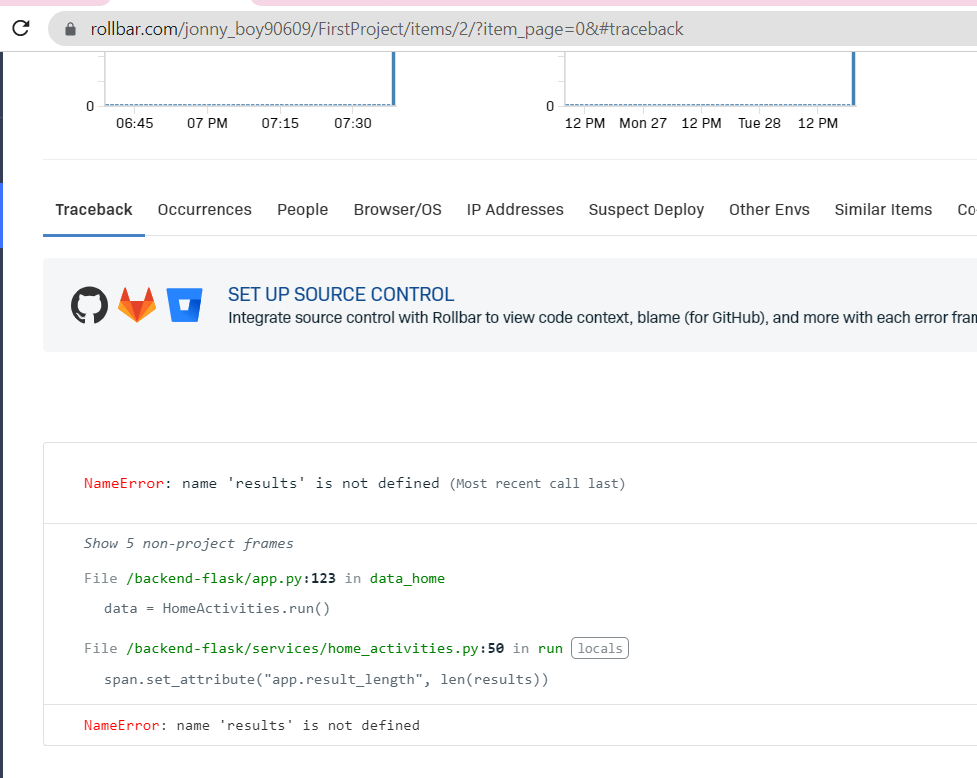 rollbar.com/jonny_boy90609/FirstProject/items/2/?item_page=0&#traceback
0 0
06:45 07 PM 07:15 07:30 12 PM Mon 27 12 PM Tue 28 12 PM
Traceback Occurrences People Browser/OS IP Addresses Suspect Deploy Other Envs Similar Items Co
SET UP SOURCE CONTROL
Integrate source control with Rollbar to view code context, blame (for GitHub), and more with each error fram
NameError: name 'results' is not defined (Most recent call last)
Show 5 non-project frames
File /backend-flask/app.py:123 in data_home
data = HomeActivities.run()
File /backend-flask/services/home_activities.py:50 in run locals
span.set_attribute("app.result_length", len(results))
NameError: name 'results' is not defined